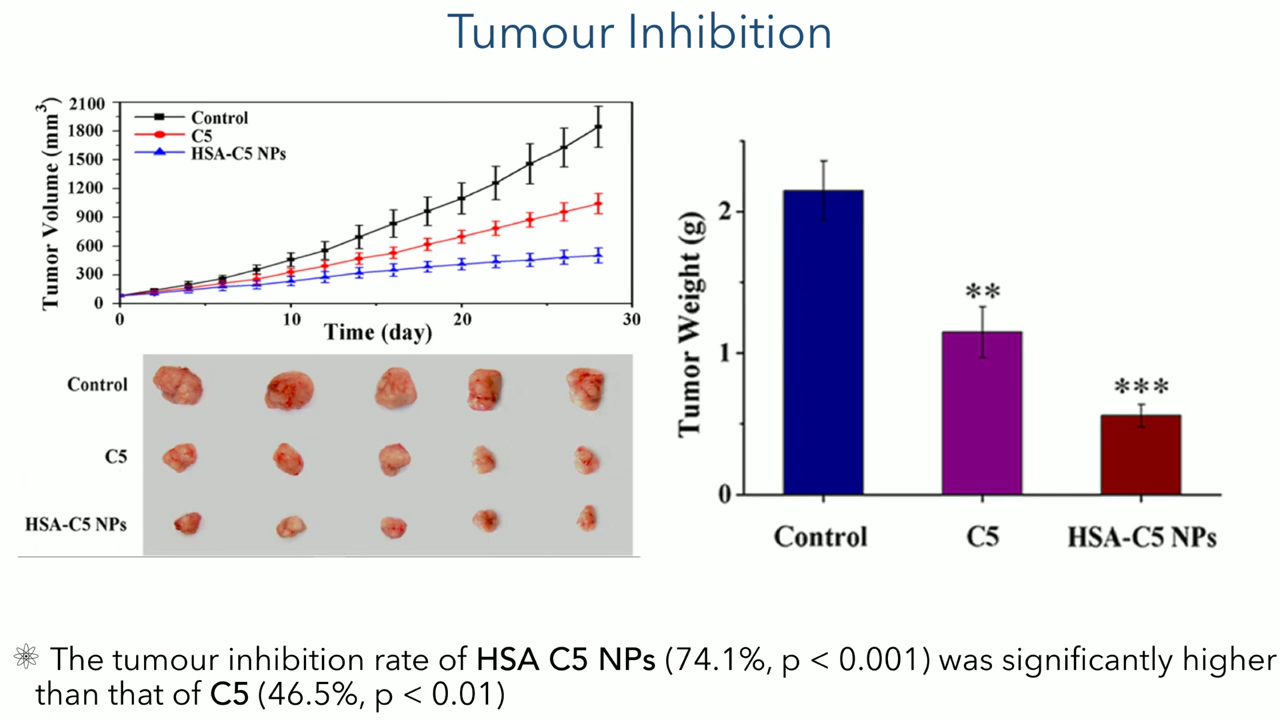 Tumour Inhibition
Tumor Volume (mm³)
2100
1800
1500
1200
900
600
300
0
Control
C5
HSA-C5 NPs
0 10 20 30
Time (day)
Control
C5
HSA-C5 NPs
Tumor Weight (g)
2
1
0
**
***
Control C5 HSA-C5 NPs
The tumour inhibition rate of HSA C5 NPs (74.1%, p < 0.001) was significantly higher
than that of C5 (46.5%, p < 0.01)